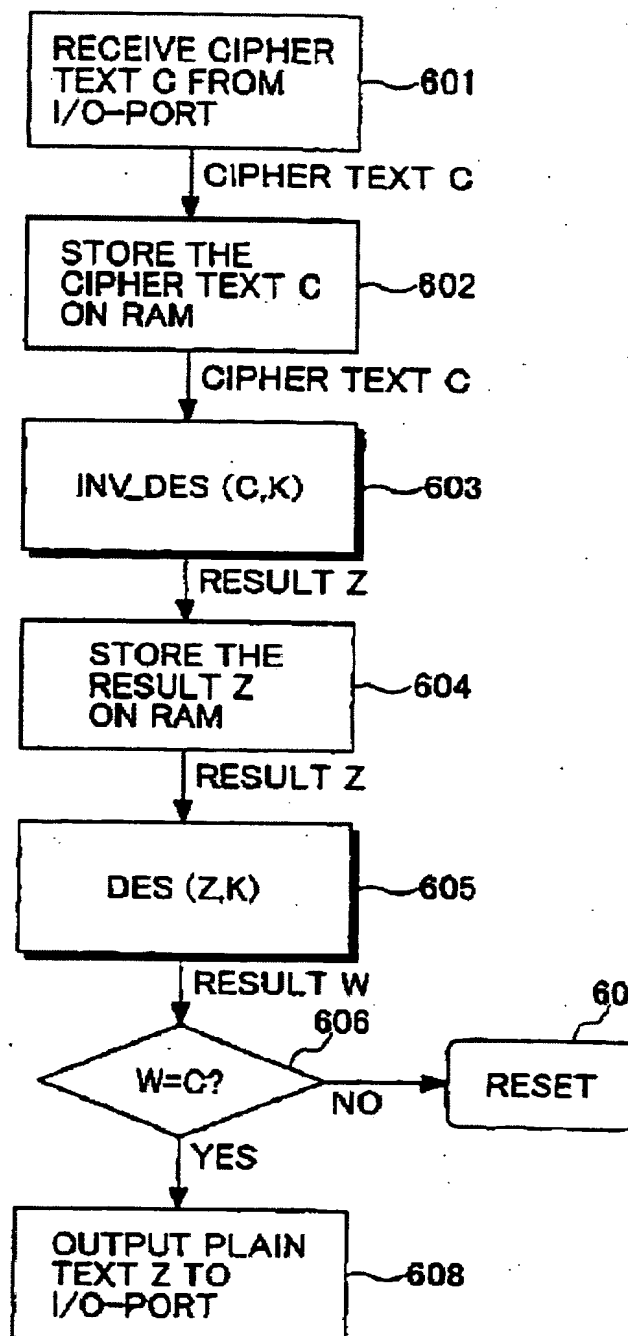 RECEIVE CIPHER
TEXT C FROM
I/O-PORT
601
CIPHER TEXT C
STORE THE
CIPHER TEXT C
ON RAM
602
CIPHER TEXT C
INV_DES (C,K)
603
RESULT Z
STORE THE
RESULT Z
ON RAM
604
RESULT Z
DES (Z,K)
605
RESULT W
606
W=C?
NO
60
RESET
YES
OUTPUT PLAIN
TEXT Z TO
I/O-PORT
608